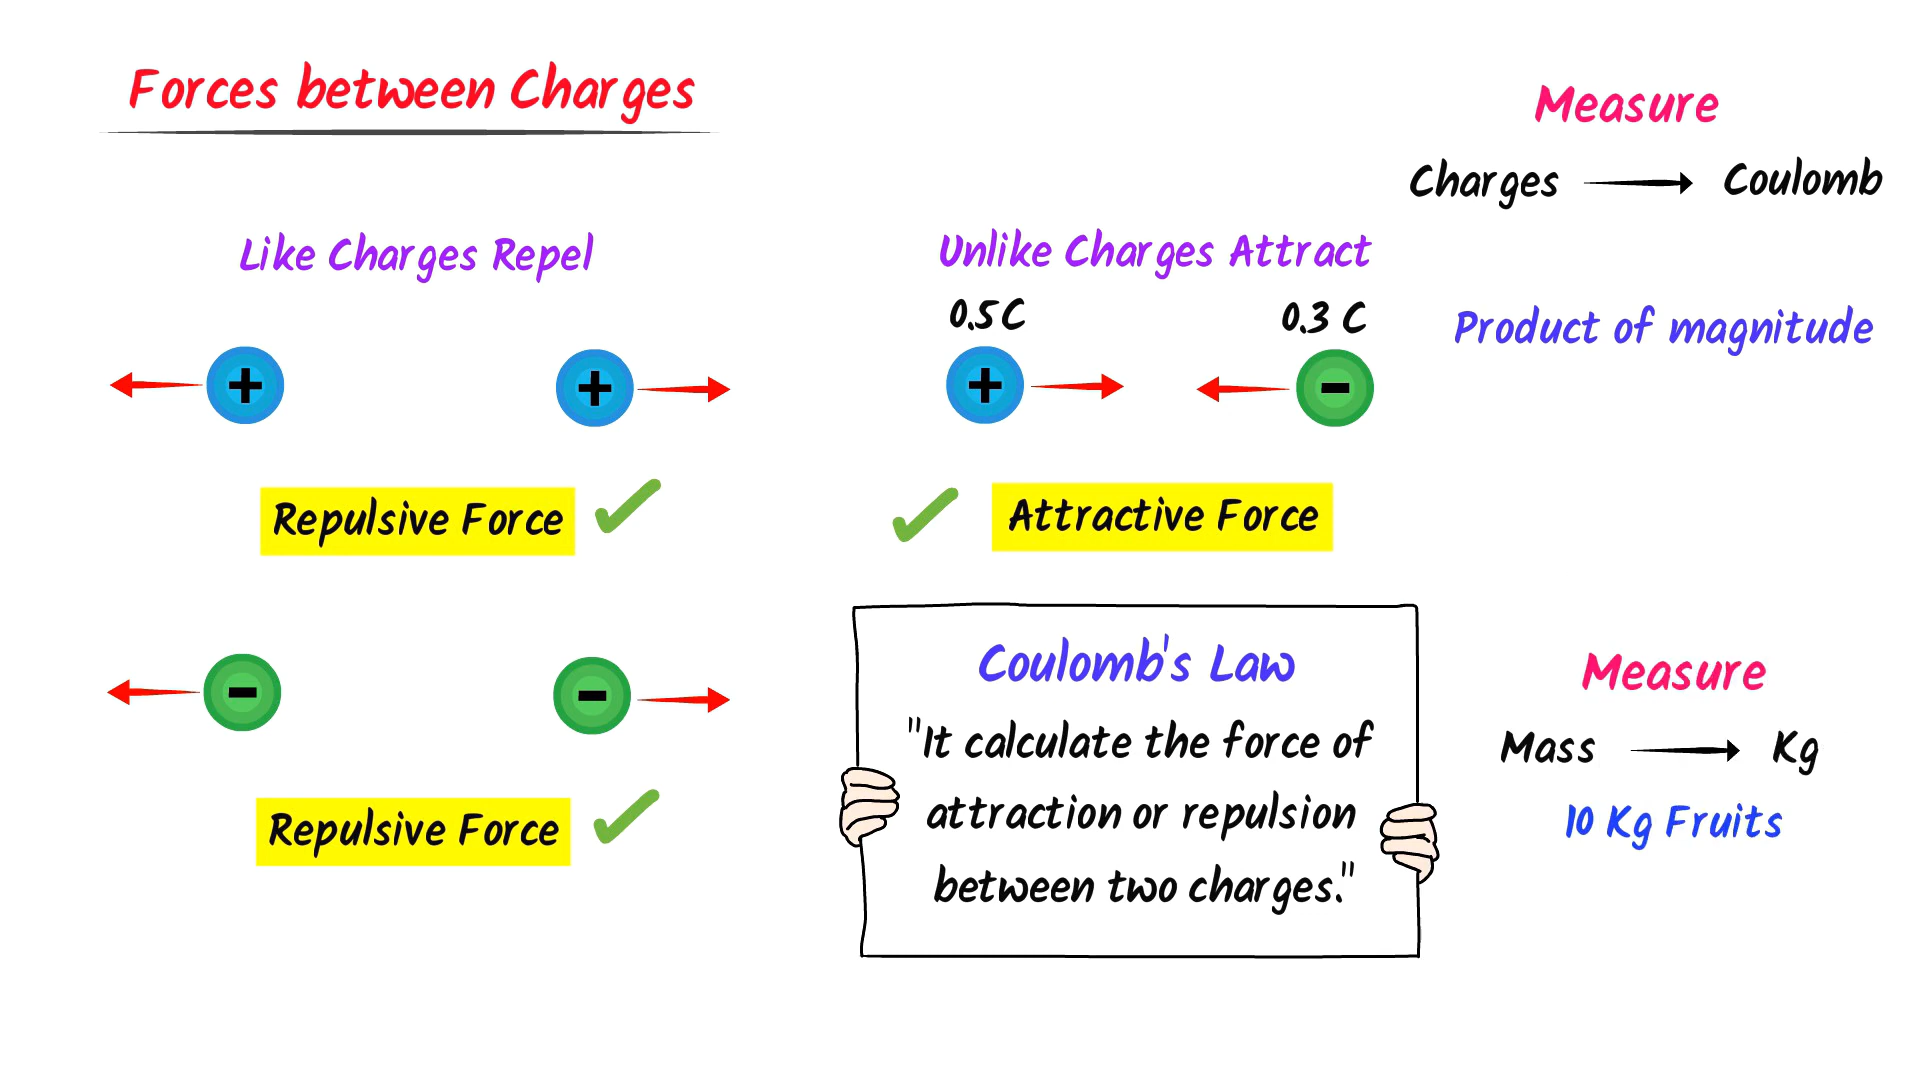 Forces between Charges
Like Charges Repel
+
+
Repulsive Force
-
-
Repulsive Force
Unlike Charges Attract
0.5C
0.3 C
+
-
Attractive Force
Coulomb's Law
"It calculate the force of
attraction or repulsion
between two charges."
Measure
Charges → Coulomb
Product of magnitude
Measure
Mass → Kg
10 Kg Fruits